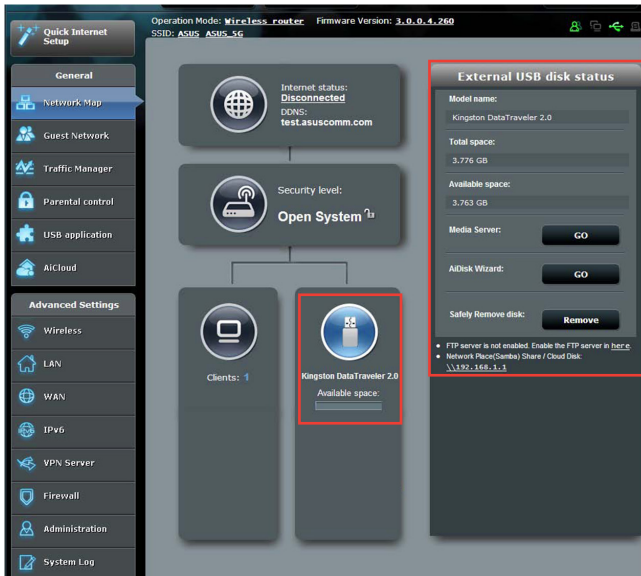 Quick Internet
Setup
Operation Mode: Wireless router Firmware Version: 3.0.0.4.260
SSID: ASUS ASUS_5G
General
Network Map
Guest Network
Traffic Manager
Parental control
USB application
AiCloud
Advanced Settings
Wireless
LAN
WAN
IPv6
VPN Server
Firewall
Administration
System Log
Internet status:
Disconnected
DDNS:
test.asuscomm.com
Security level:
Open System
Clients: 1
Kingston DataTraveler 2.0
Available space:
External USB disk status
Model name:
Kingston DataTraveler 2.0
Total space:
3.776 GB
Available space:
3.763 GB
Media Server: GO
AiDisk Wizard: GO
Safely Remove disk: Remove
FTP server is not enabled. Enable the FTP server in here.
Network Place(Samba) Share / Cloud Disk:
\\192.168.1.1